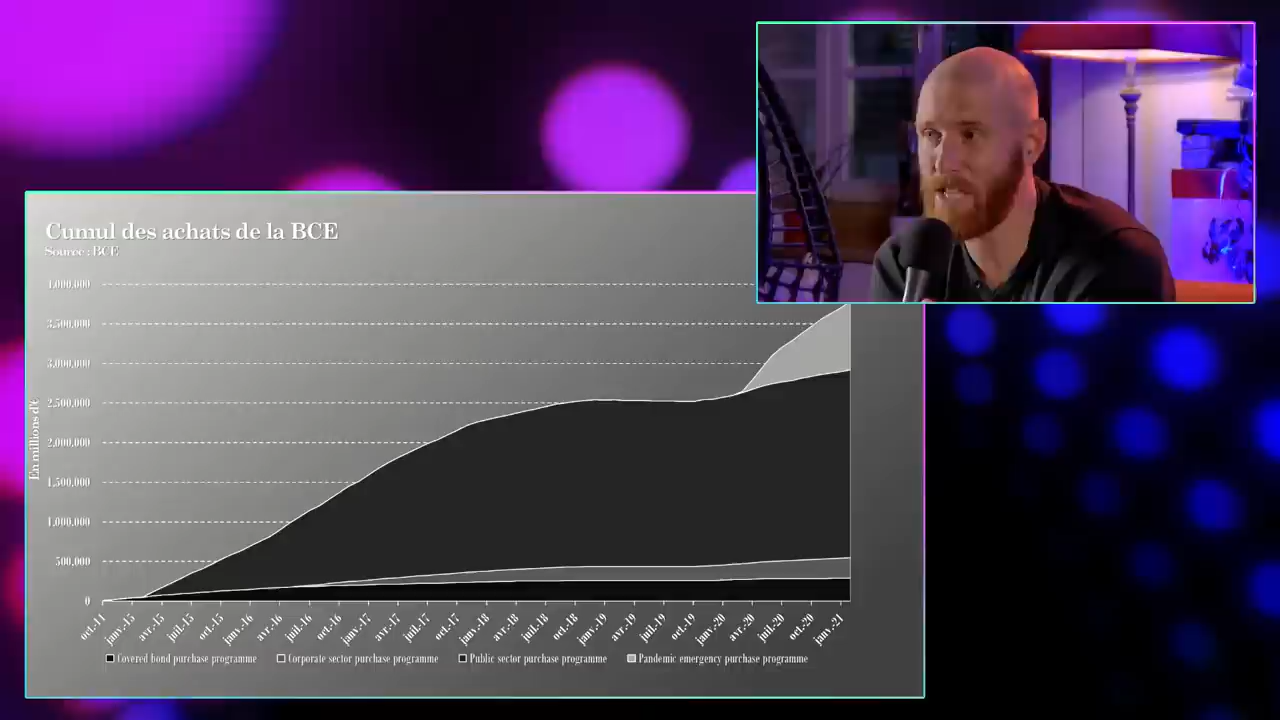 Cumul des achats de la BCE
Source : BCE
En millions d'€
4,000,000
3,500,000
3,000,000
2,500,000
2,000,000
1,500,000
1,000,000
500,000
0
oct.-14 janv.-15 avr.-15 juil.-15 oct.-15 janv.-16 avr.-16 juil.-16 oct.-16 janv.-17 avr.-17 juil.-17 oct.-17 janv.-18 avr.-18 juil.-18 oct.-18 janv.-19 avr.-19 juil.-19 oct.-19 janv.-20 avr.-20 juil.-20 oct.-20 janv.-21
Covered bond purchase programme Corporate sector purchase programme Public sector purchase programme Pandemic emergency purchase programme